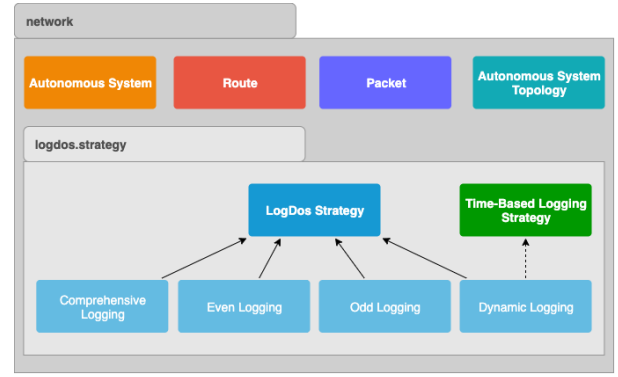 network
Autonomous System
Route
Packet
Autonomous System
Topology
logdos.strategy
LogDos Strategy
Time-Based Logging
Strategy
Comprehensive
Logging
Even Logging
Odd Logging
Dynamic Logging